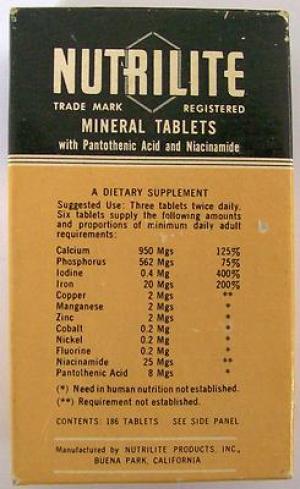 NUTRILITE
TRADE MARK REGISTERED
MINERAL TABLETS
with Pantothenic Acid and Niacinamide
A DIETARY SUPPLEMENT
Suggested Use: Three tablets twice daily.
Six tablets supply the following amounts
and proportions of minimum daily adult
requirements:
Calcium 950 Mgs 125%
Phosphorus 562 Mgs 75%
Iodine 0.4 Mg 400%
Iron 20 Mgs 200%
Copper 2 Mgs **
Manganese 2 Mgs *
Zinc 2 Mgs *
Cobalt 0.2 Mg *
Nickel 0.2 Mg *
Fluorine 0.2 Mg *
Niacinamide 25 Mgs **
Pantothenic Acid 8 Mgs *
(*) Need in human nutrition not established.
(**) Requirement not established.
CONTENTS: 186 TABLETS SEE SIDE PANEL
Manufactured by NUTRILITE PRODUCTS, INC.,
BUENA PARK, CALIFORNIA